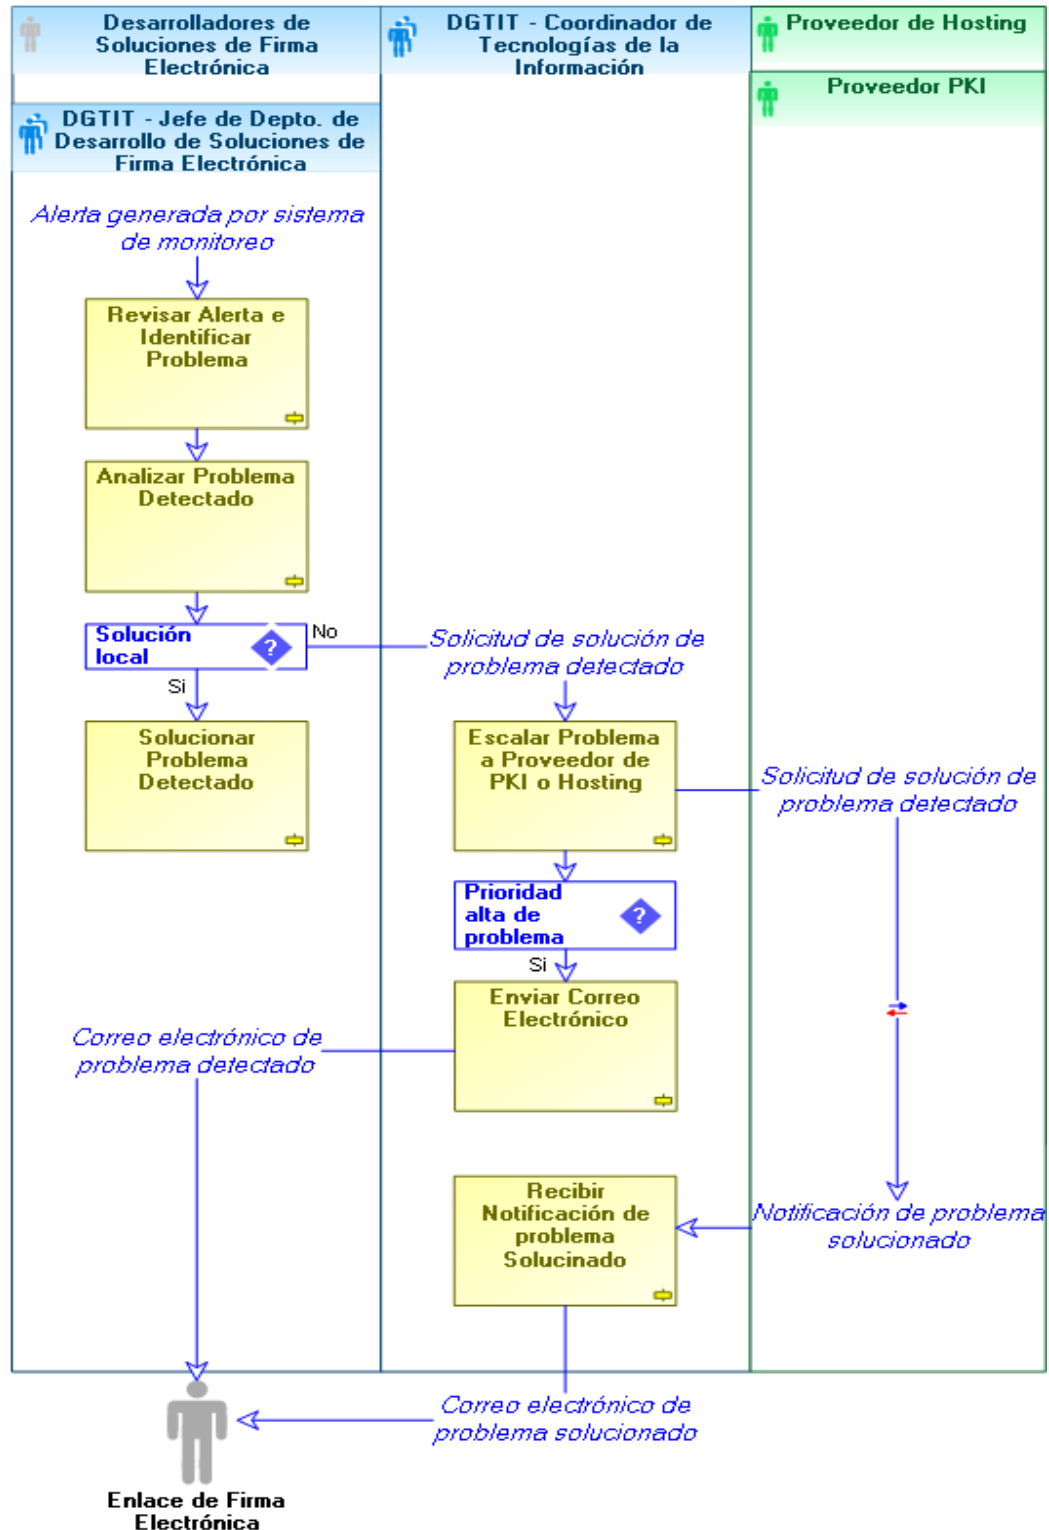 Desarrolladores de
Soluciones de Firma
Electrónica
DGTIT - Coordinador de
Tecnologías de la
Información
Proveedor de Hosting
Proveedor PKI
DGTIT - Jefe de Depto. de
Desarrollo de Soluciones de
Firma Electrónica
Alerta generada por sistema
de monitoreo
Revisar Alerta e
Identificar
Problema
Analizar Problema
Detectado
Solución
local
?
No
Si
Solicitud de solución de
problema detectado
Solucionar
Problema
Detectado
Escalar Problema
a Proveedor de
PKI o Hosting
Solicitud de solución de
problema detectado
Prioridad
alta de
problema
?
Si
Enviar Correo
Electrónico
Correo electrónico de
problema detectado
Recibir
Notificación de
problema
Solucinado
Notificación de problema
solucionado
Correo electrónico de
problema solucionado
Enlace de Firma
Electrónica